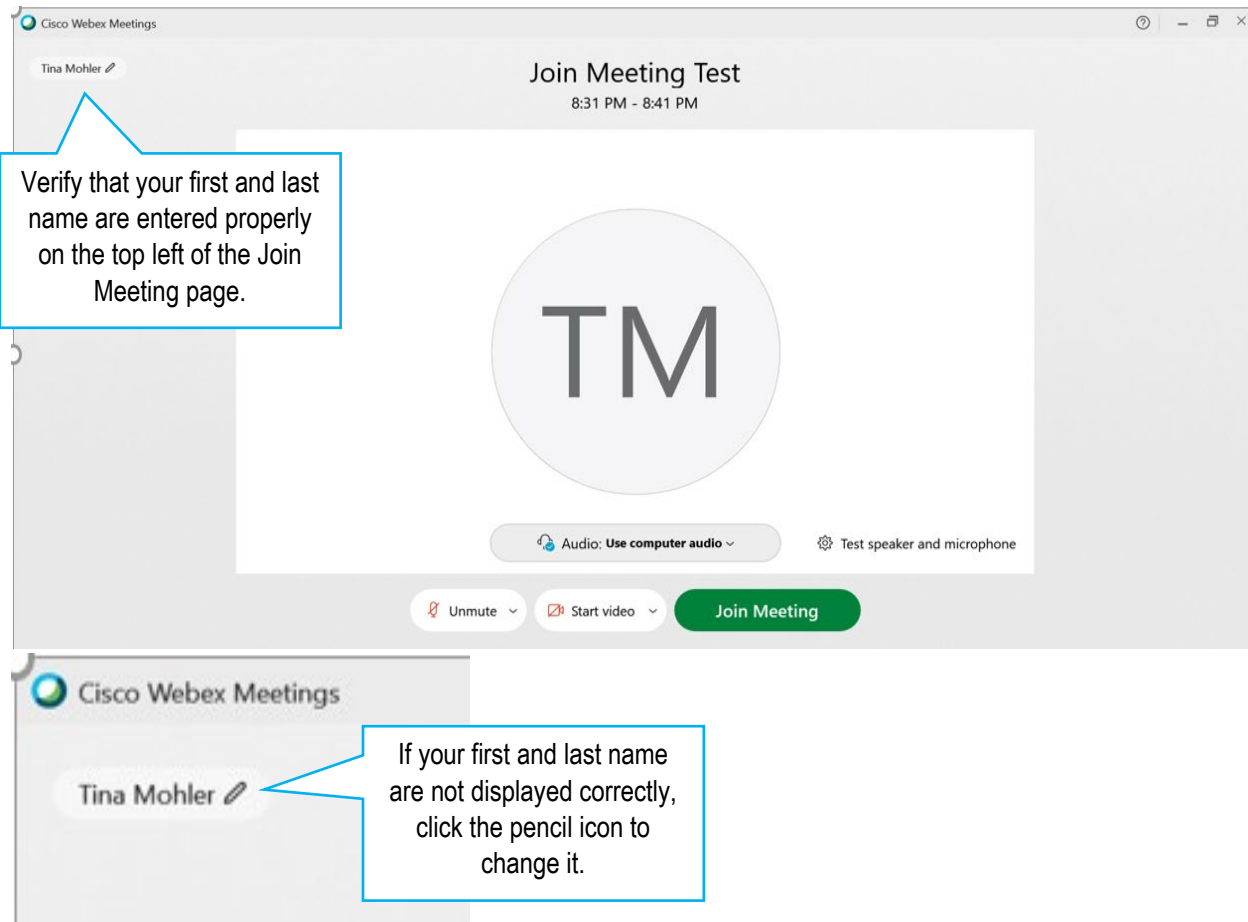 Cisco Webex Meetings
Tina Mohler
Join Meeting Test
8:31 PM - 8:41 PM
Verify that your first and last
name are entered properly
on the top left of the Join
Meeting page.
TM
Audio: Use computer audio
Test speaker and microphone
Unmute
Start video
Join Meeting
Cisco Webex Meetings
Tina Mohler
If your first and last name
are not displayed correctly,
click the pencil icon to
change it.